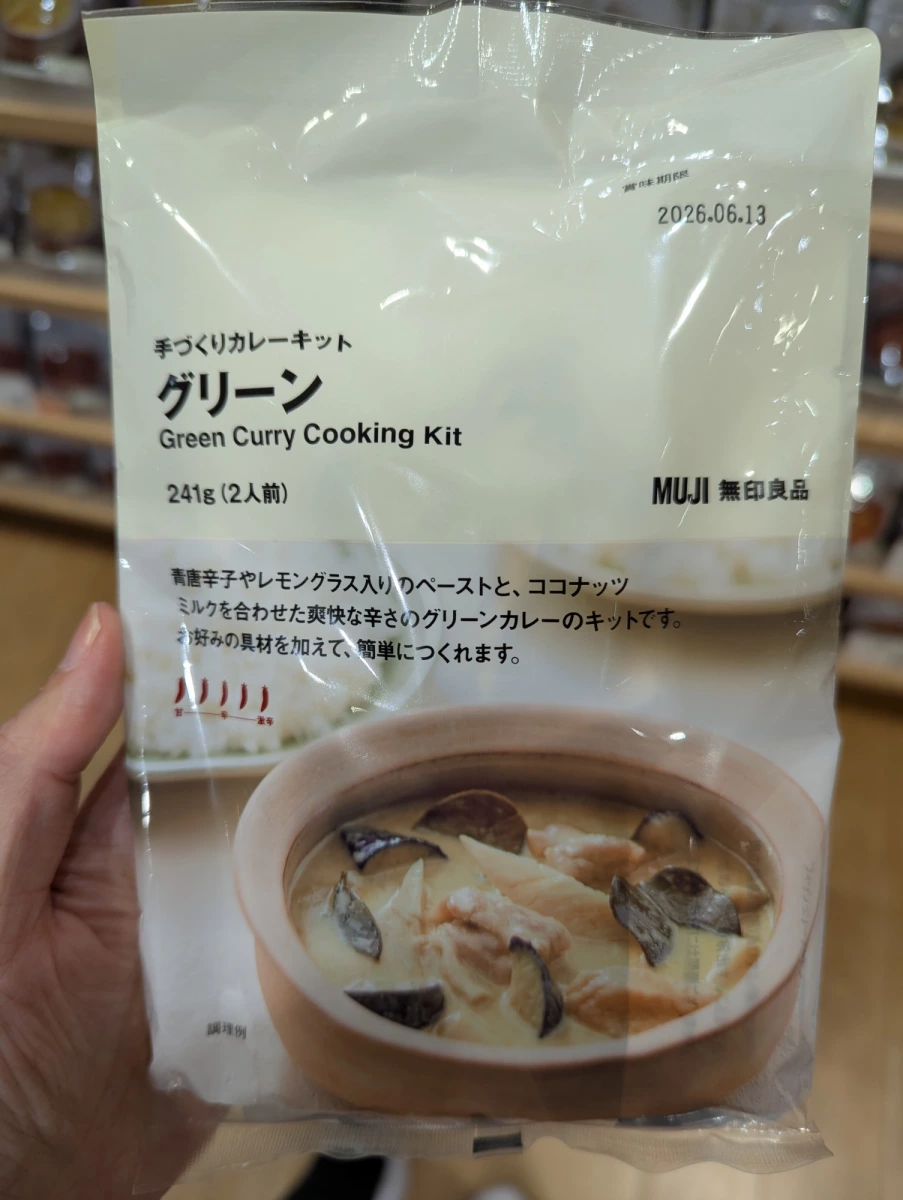 賞味期限
2026.06.13
手づくりカレーキット
グリーン
Green Curry Cooking Kit
241g（2人前）
MUJI 無印良品
青唐辛子やレモングラス入りのペーストと、ココナッツ
ミルクを合わせた爽快な辛さのグリーンカレーのキットです。
お好みの具材を加えて、簡単につくれます。
甘 辛 激辛
調理例